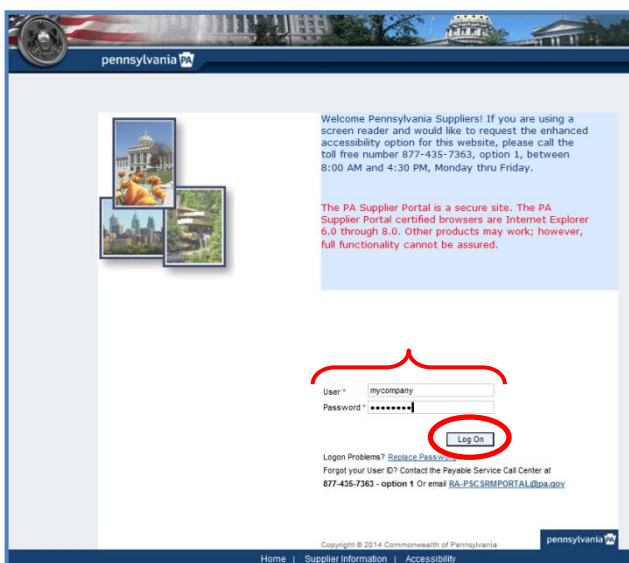 pennsylvania PA
Welcome Pennsylvania Suppliers! If you are using a
screen reader and would like to request the enhanced
accessibility option for this website, please call the
toll free number 877-435-7363, option 1, between
8:00 AM and 4:30 PM, Monday thru Friday.
The PA Supplier Portal is a secure site. The PA
Supplier Portal certified browsers are Internet Explorer
6.0 through 8.0. Other products may work; however,
full functionality cannot be assured.
User * mycompany
Password * ••••••••
Log On
Logon Problems? Replace Password
Forgot your User ID? Contact the Payable Service Call Center at
877-435-7363 - option 1 Or email RA-PSCSRMPORTAL@pa.gov
Copyright © 2014 Commonwealth of Pennsylvania
pennsylvania PA
Home | Supplier Information | Accessibility